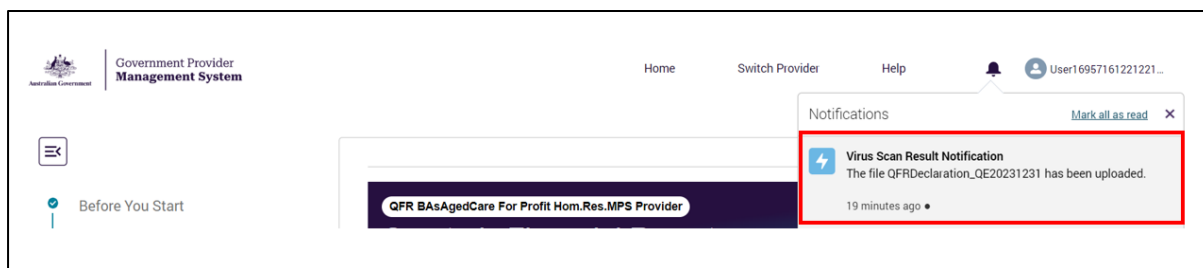 Government Provider
Management System
Australian Government
Home
Switch Provider
Help
User16957161221221...
Notifications
Mark all as read
Virus Scan Result Notification
The file QFRDeclaration_QE20231231 has been uploaded.
19 minutes ago
Before You Start
QFR BAsAgedCare For Profit Hom.Res.MPS Provider